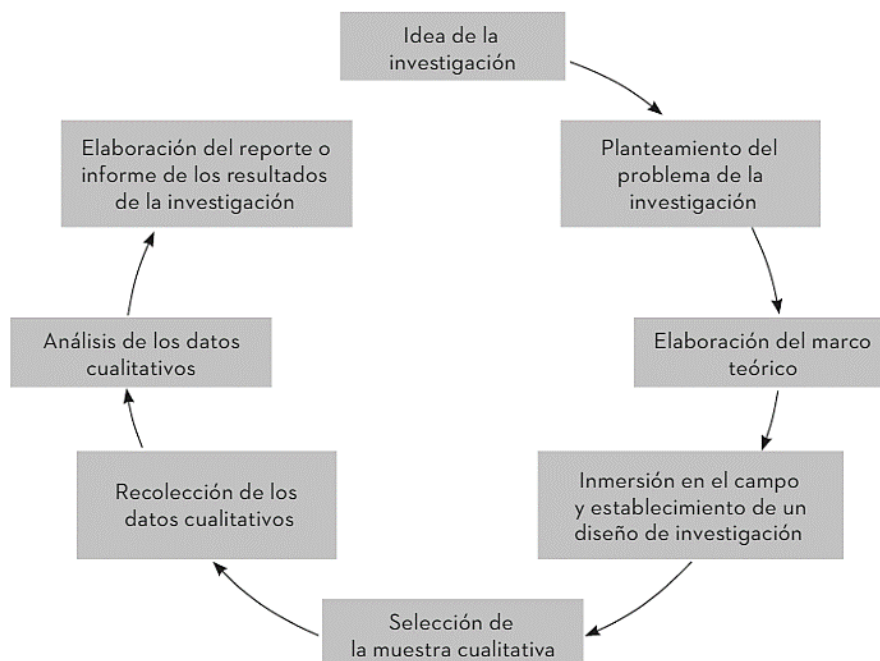 Idea de la
investigación
Planteamiento del
problema de la
investigación
Elaboración del marco
teórico
Inmersión en el campo
y establecimiento de un
diseño de investigación
Selección de
la muestra cualitativa
Recolección de los
datos cualitativos
Análisis de los datos
cualitativos
Elaboración del reporte o
informe de los resultados
de la investigación